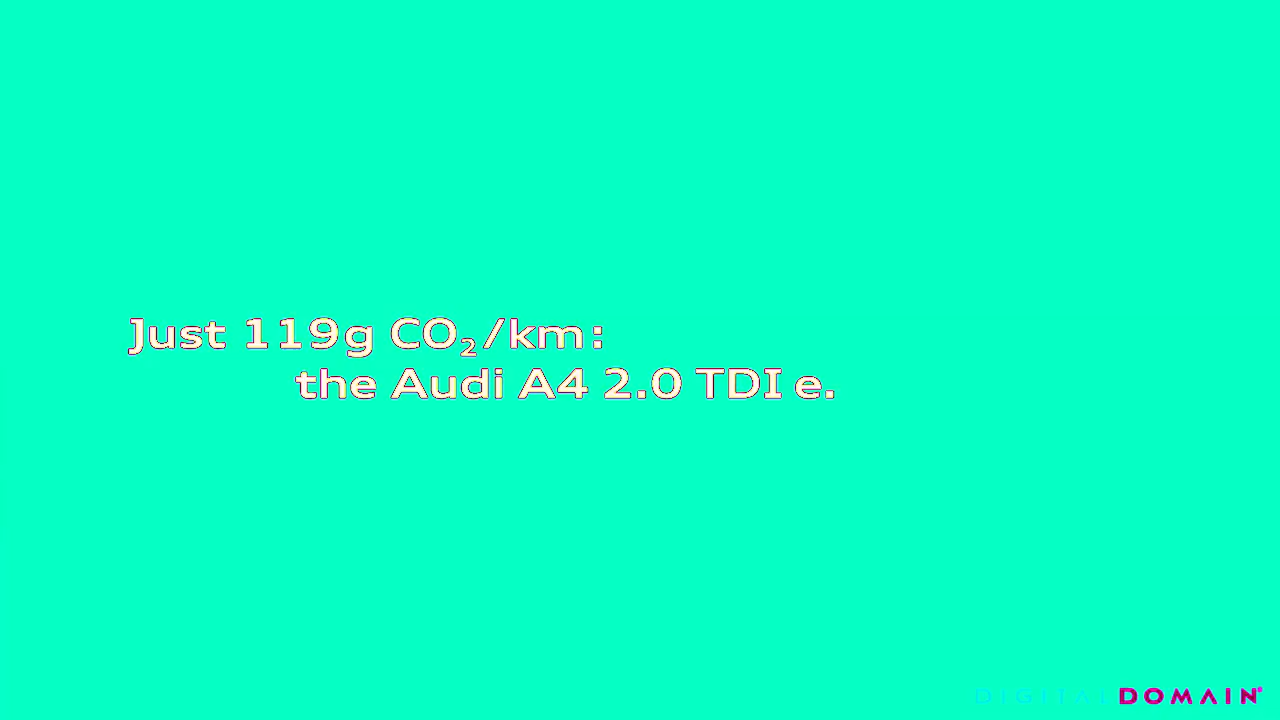 Just 119g CO₂/km:
the Audi A4 2.0 TDI e.
DIGITAL DOMAIN